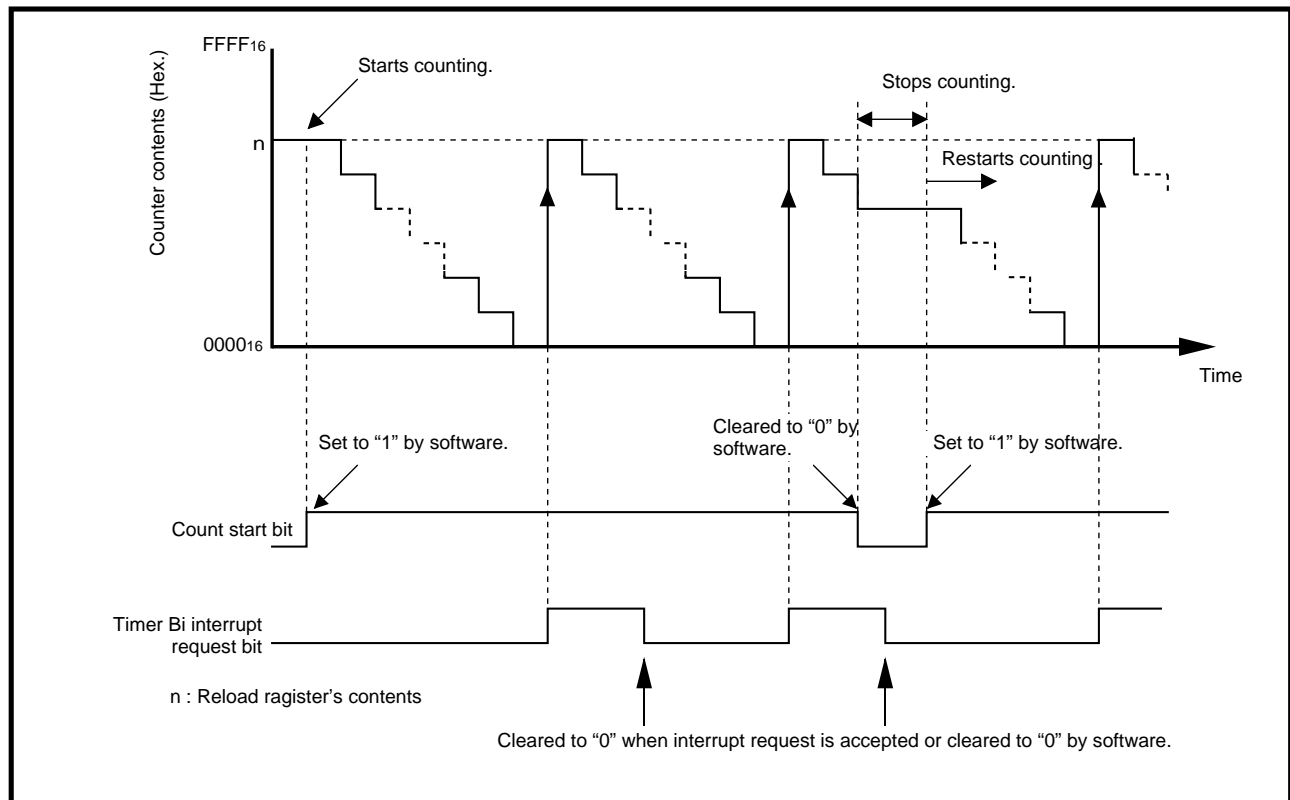 FFFF16
Counter contents (Hex.)
Starts counting.
Stops counting.
n
Restarts counting .
000016
Time
Set to “1” by software.
Cleared to “0” by
software.
Set to “1” by software.
Count start bit
Timer Bi interrupt
request bit
n : Reload ragister’s contents
Cleared to “0” when interrupt request is accepted or cleared to “0” by software.